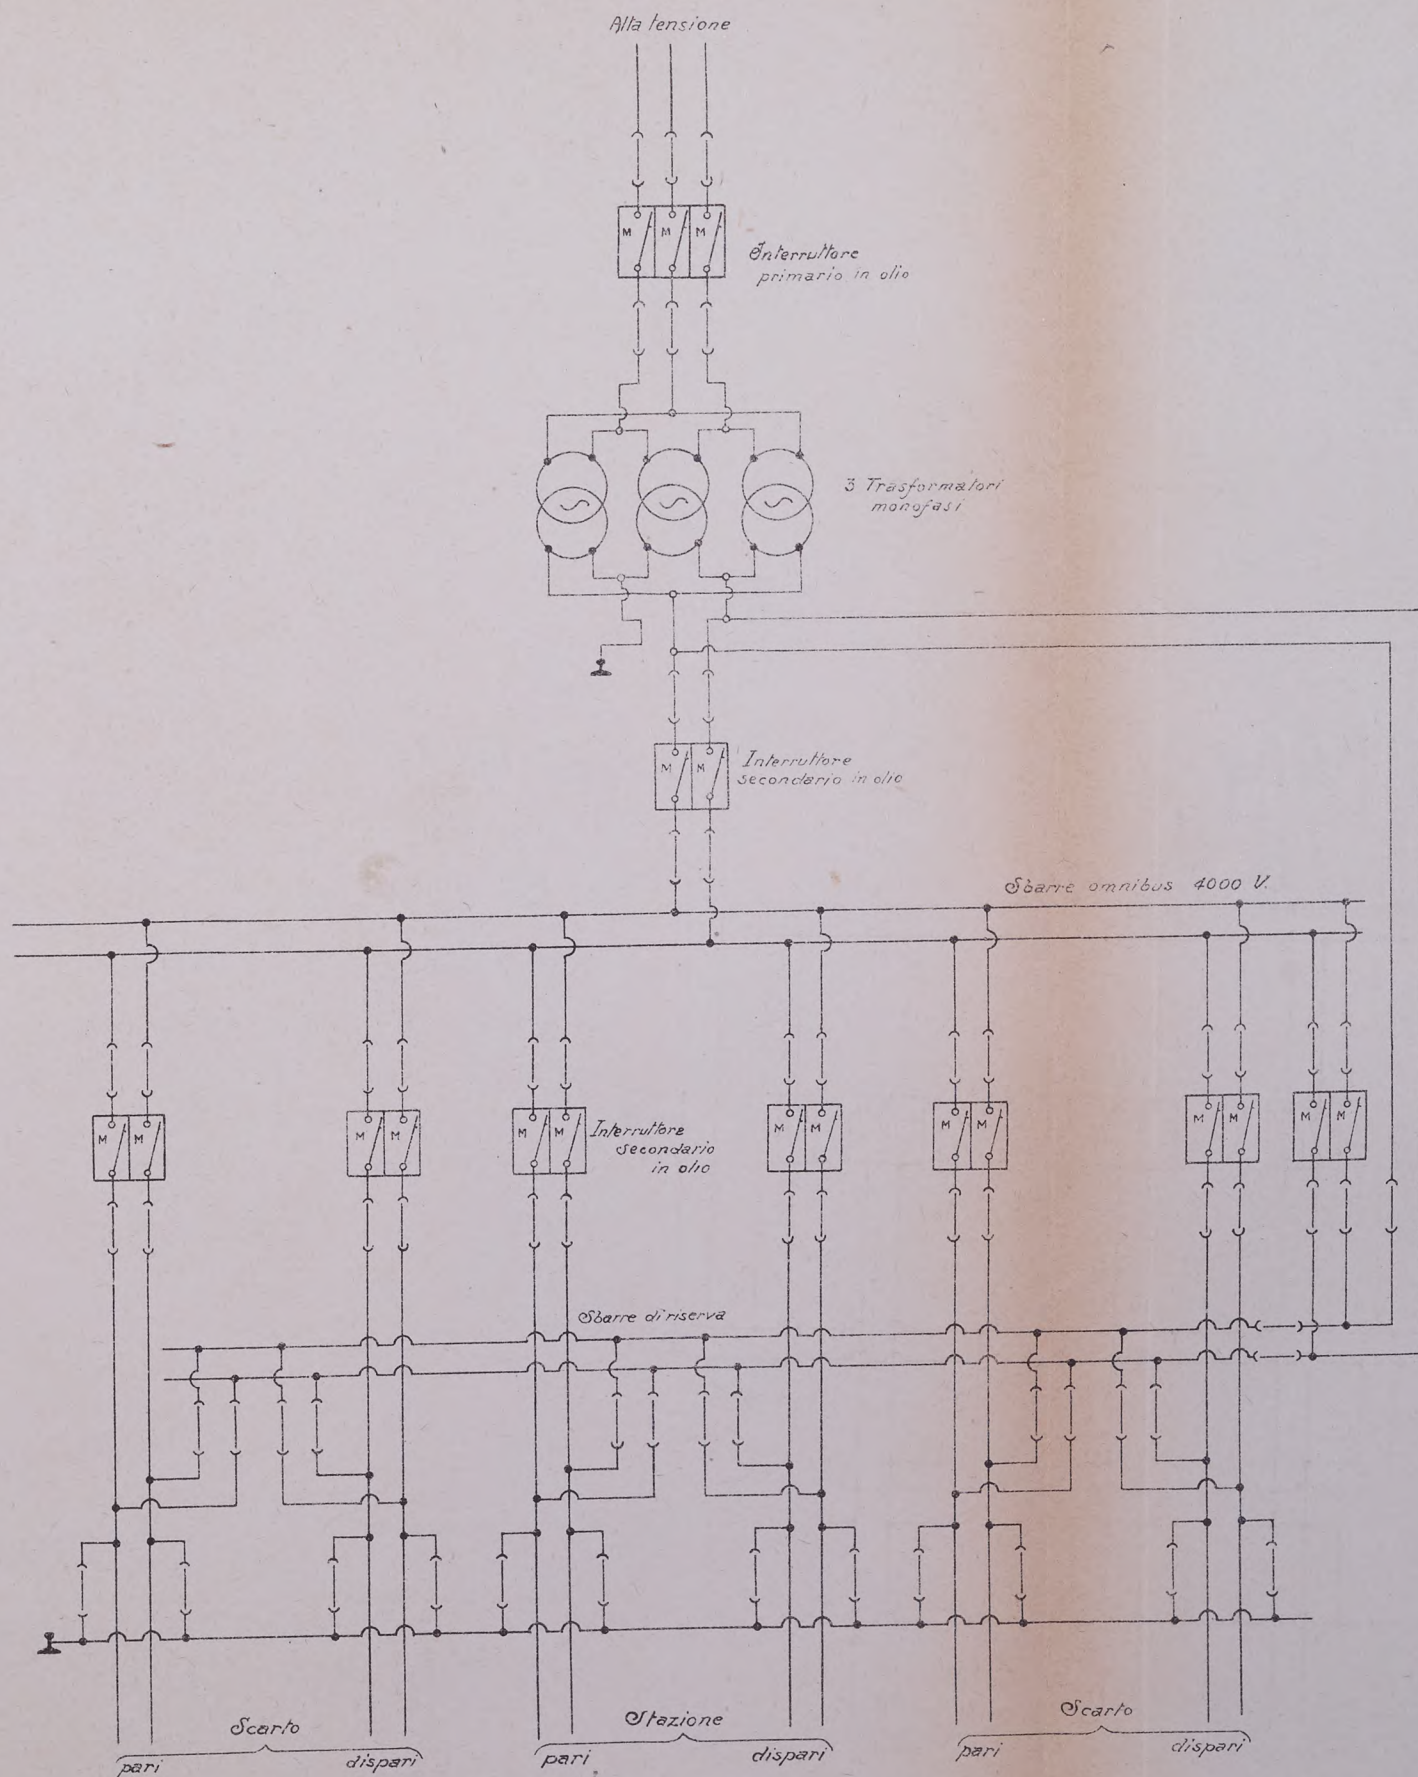 Alta tensione
M M M
Interruttore
primario in olio
3 Trasformatori
monofasi
M M
Interruttore
secondario in olio
Sbarre omnibus 4000 V.
M M
M M
M M
Interruttore
secondario
in olio
M M
M M
M M
M M
Sbarre di riserva
Scarto
pari
dispari
Stazione
pari
dispari
Scarto
pari
dispari